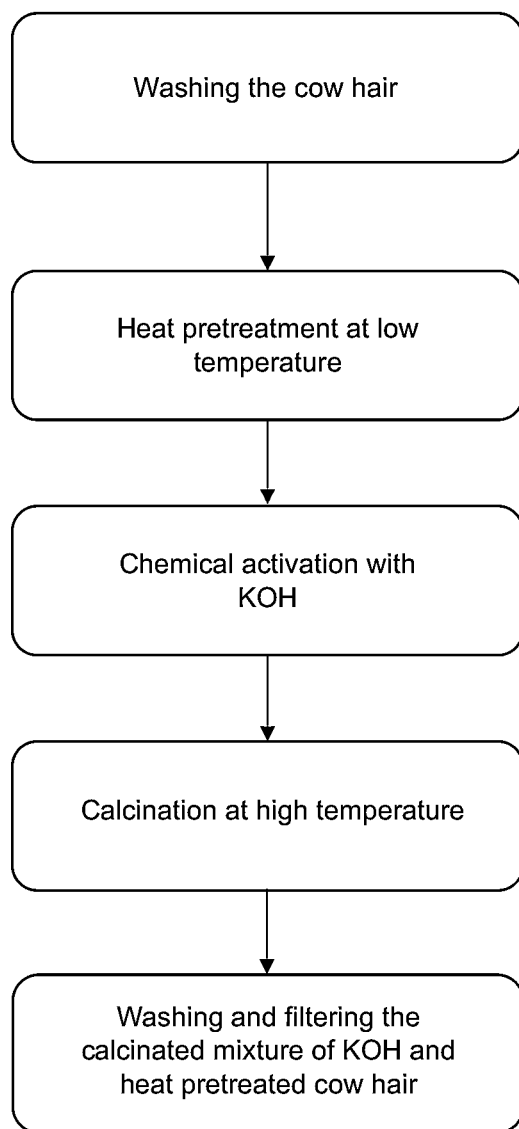 Washing the cow hair
Heat pretreatment at low
temperature
Chemical activation with
KOH
Calcination at high temperature
Washing and filtering the
calcinated mixture of KOH and
heat pretreated cow hair